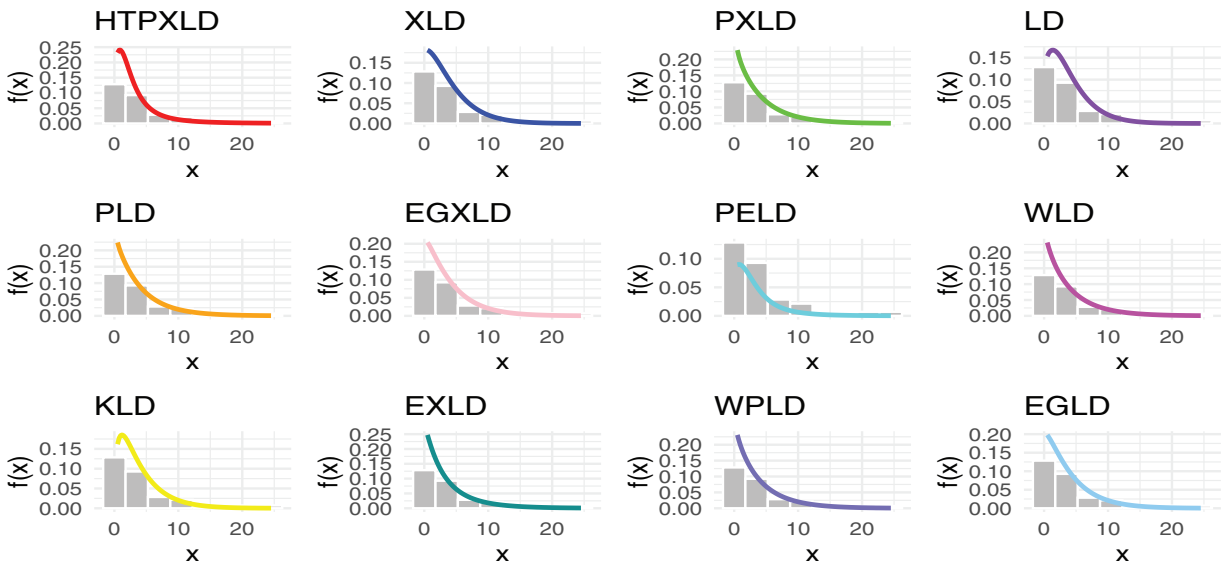 HTPXLD XLD PXLD LD
f(x) 0.25 0.20 0.15 0.10 0.05 0.00
0 10 20
x
f(x) 0.15 0.10 0.05 0.00
0 10 20
x
f(x) 0.20 0.15 0.10 0.05 0.00
0 10 20
x
f(x) 0.15 0.10 0.05 0.00
0 10 20
x
PLD EGXLD PELD WLD
f(x) 0.20 0.15 0.10 0.05 0.00
0 10 20
x
f(x) 0.20 0.15 0.10 0.05 0.00
0 10 20
x
f(x) 0.10 0.05 0.00
0 10 20
x
f(x) 0.20 0.15 0.10 0.05 0.00
0 10 20
x
KLD EXLD WPLD EGLD
f(x) 0.15 0.10 0.05 0.00
0 10 20
x
f(x) 0.25 0.20 0.15 0.10 0.05 0.00
0 10 20
x
f(x) 0.20 0.15 0.10 0.05 0.00
0 10 20
x
f(x) 0.20 0.15 0.10 0.05 0.00
0 10 20
x